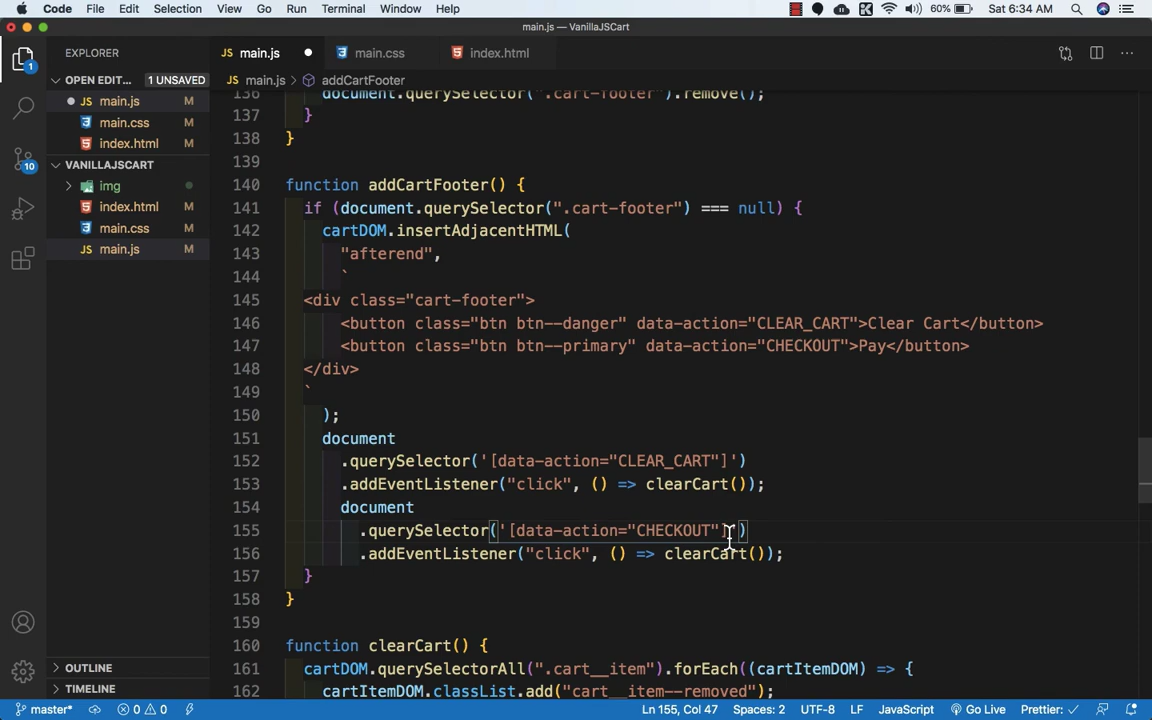 Code File Edit Selection View Go Run Terminal Window Help 60% Sat 6:34 AM
main.js — VanillaJSCart
EXPLORER
main.js main.css index.html
OPEN EDIT... 1 UNSAVED
main.js > addCartFooter
main.js M
main.css M
index.html M
VANILLAJSCART
img
index.html M
main.css M
main.js M
1
10
136 document.querySelector(".cart-footer").remove();
137 }
138 }
139
140 function addCartFooter() {
141 if (document.querySelector(".cart-footer") === null) {
142 cartDOM.insertAdjacentHTML(
143 "afterend",
144 `
145 <div class="cart-footer">
146 <button class="btn btn--danger" data-action="CLEAR_CART">Clear Cart</button>
147 <button class="btn btn--primary" data-action="CHECKOUT">Pay</button>
148 </div>
149 `
150 );
151 document
152 .querySelector('[data-action="CLEAR_CART"]')
153 .addEventListener("click", () => clearCart());
154 document
155 .querySelector('[data-action="CHECKOUT"]')
156 .addEventListener("click", () => clearCart());
157 }
158 }
159
160 function clearCart() {
161 cartDOM.querySelectorAll(".cart__item").forEach((cartItemDOM) => {
162 cartItemDOM.classList.add("cart__item--removed");
OUTLINE
TIMELINE
master* 0 0 Ln 155, Col 47 Spaces: 2 UTF-8 LF JavaScript Go Live Prettier: ✓